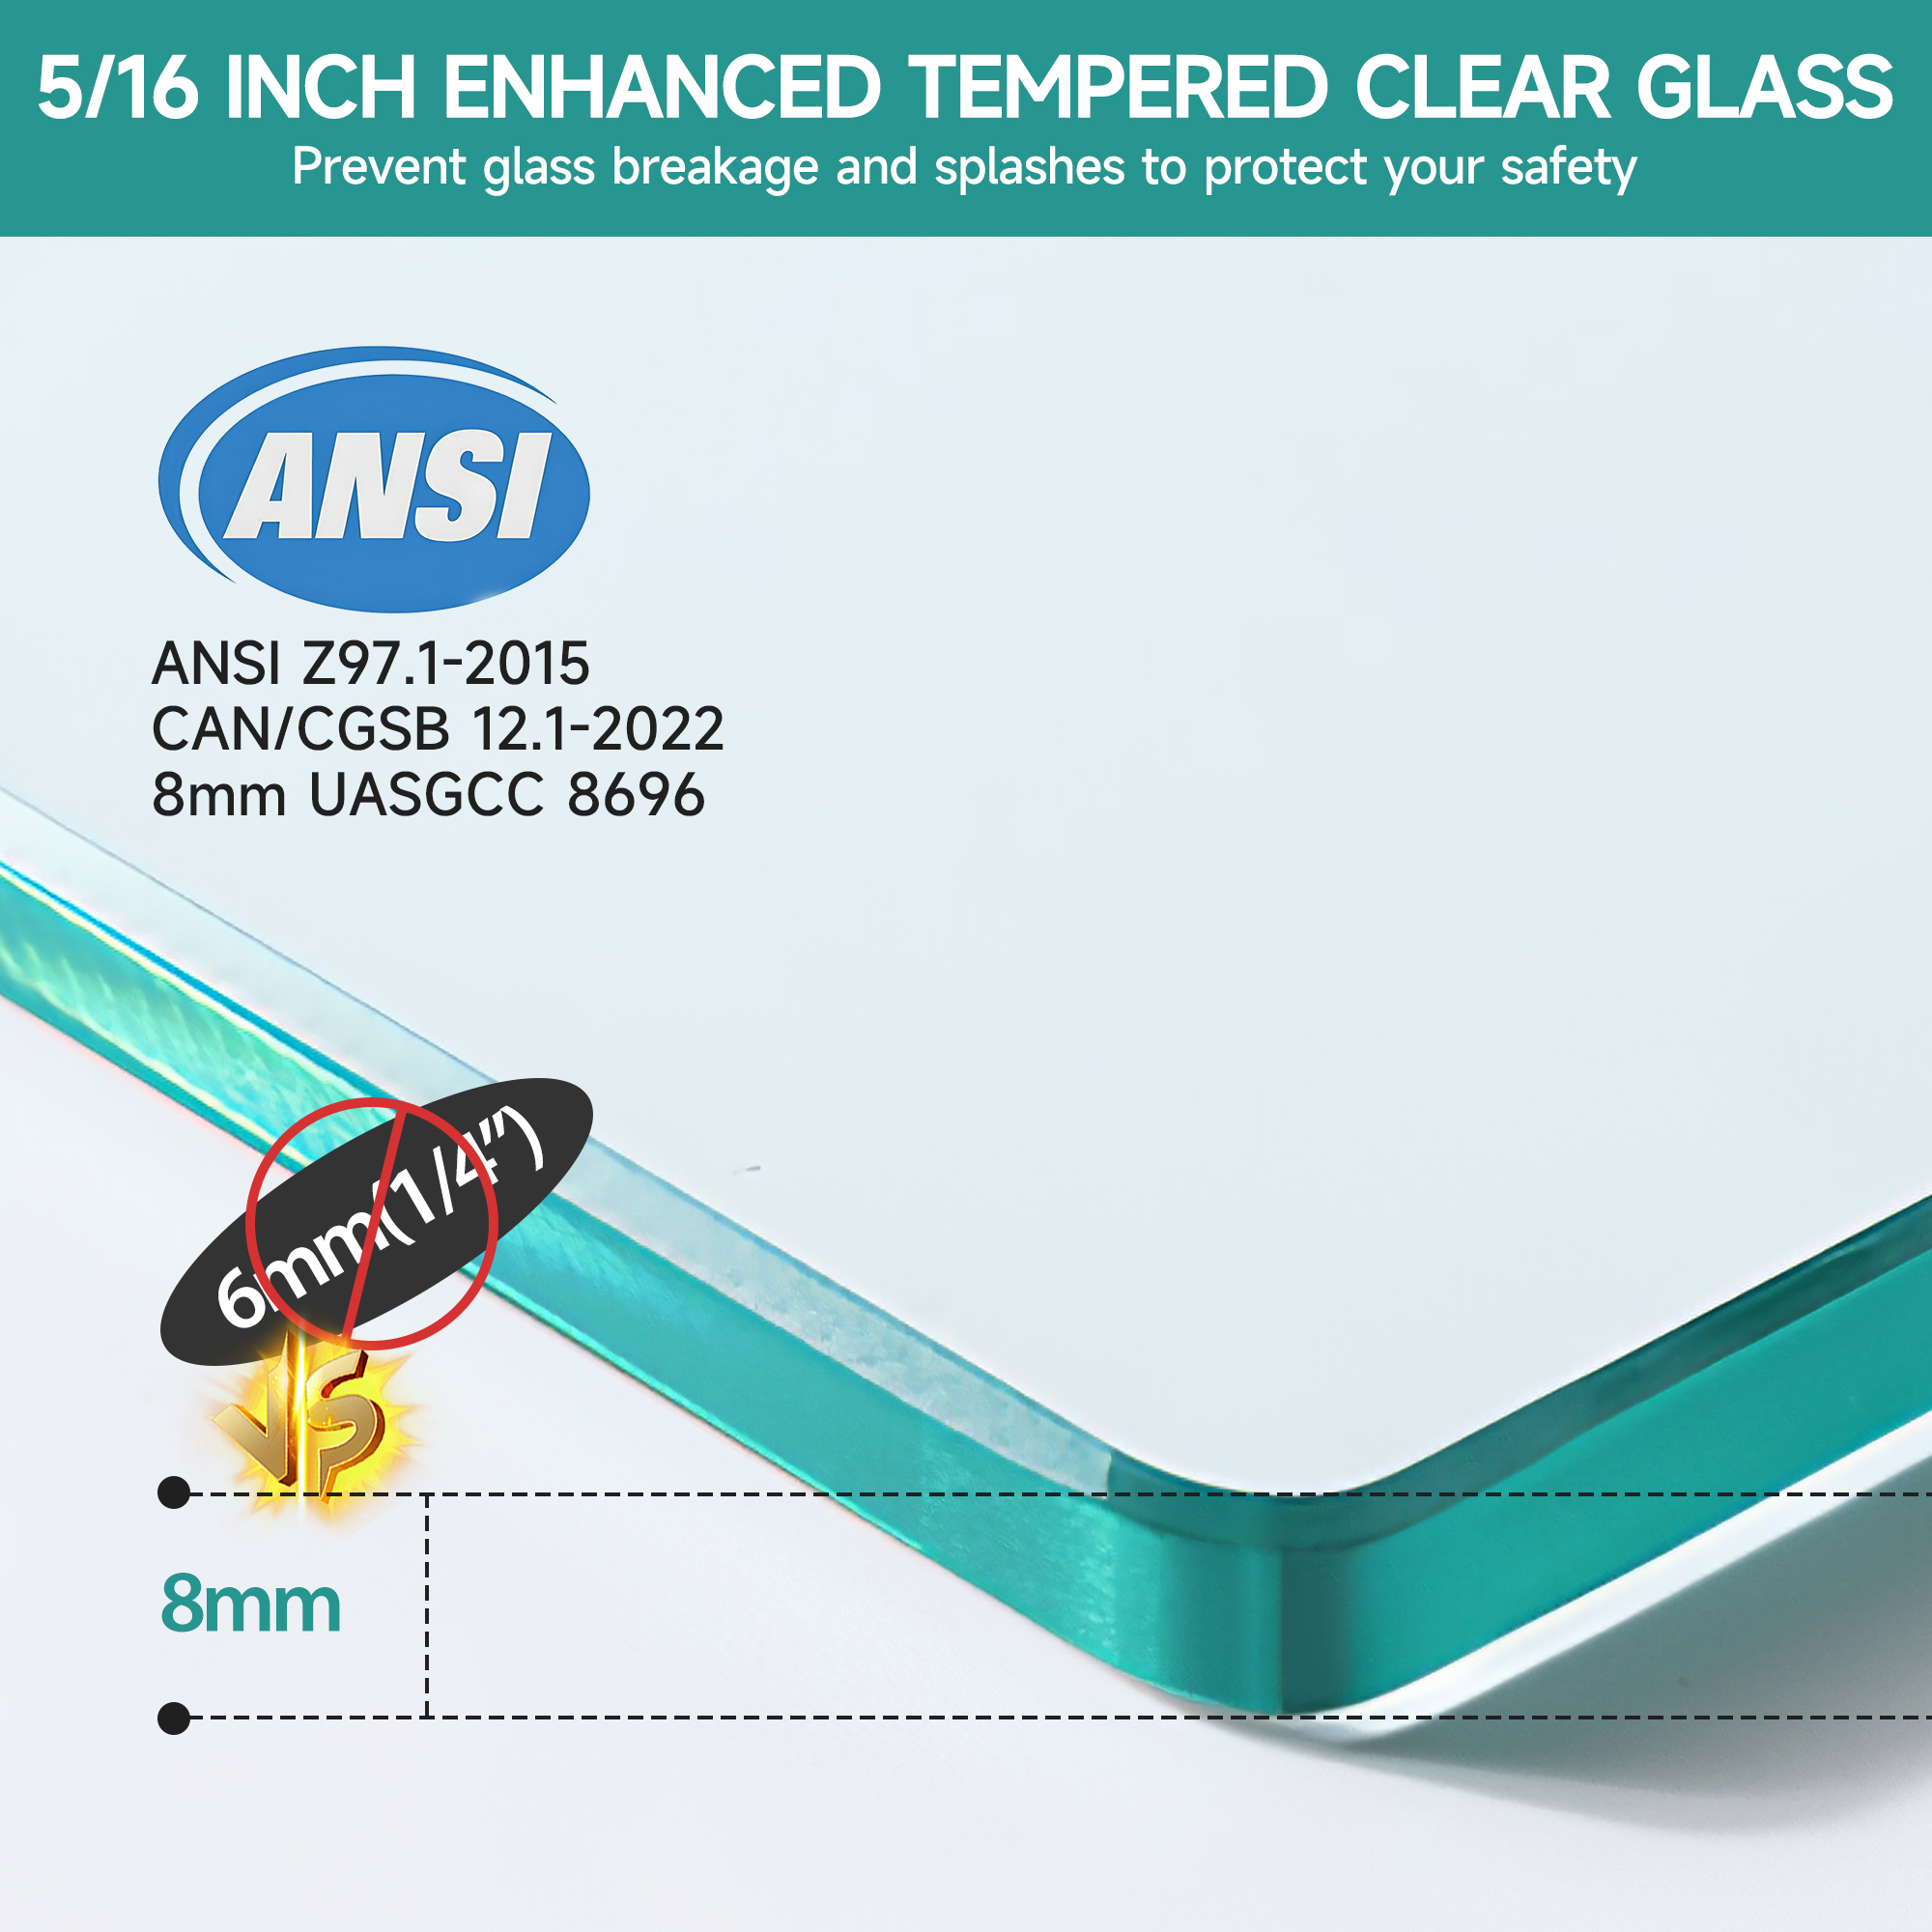 5/16 INCH ENHANCED TEMPERED CLEAR GLASS
Prevent glass breakage and splashes to protect your safety
ANSI
ANSI Z97.1-2015
CAN/CGSB 12.1-2022
8mm UASGCC 8696
6mm(1/4″)
VS
8mm